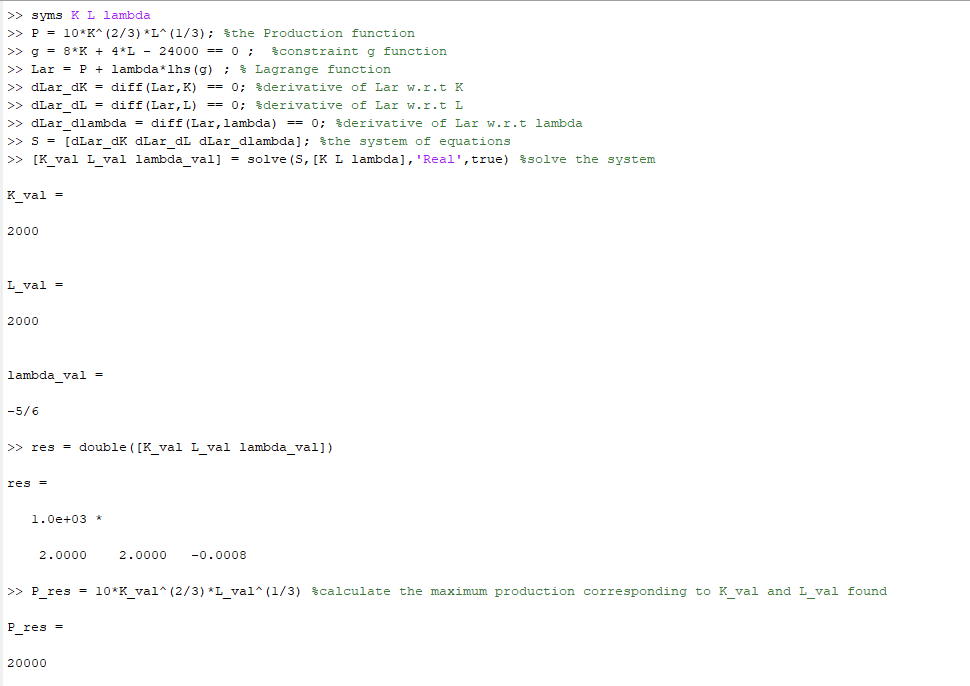 >> syms K L lambda
>> P = 10*K^(2/3)*L^(1/3); %the Production function
>> g = 8*K + 4*L - 24000 == 0 ;  %constraint g function
>> Lar = P + lambda*lhs(g) ; % Lagrange function
>> dLar_dK = diff(Lar,K) == 0; %derivative of Lar w.r.t K
>> dLar_dL = diff(Lar,L) == 0; %derivative of Lar w.r.t L
>> dLar_dlambda = diff(Lar,lambda) == 0; %derivative of Lar w.r.t lambda
>> S = [dLar_dK dLar_dL dLar_dlambda]; %the system of equations
>> [K_val L_val lambda_val] = solve(S,[K L lambda],'Real',true) %solve the system
K_val =
2000
L_val =
2000
lambda_val =
-5/6
>> res = double([K_val L_val lambda_val])
res =
1.0e+03 *
2.0000    2.0000   -0.0008
>> P_res = 10*K_val^(2/3)*L_val^(1/3) %calculate the maximum production corresponding to K_val and L_val found
P_res =
20000